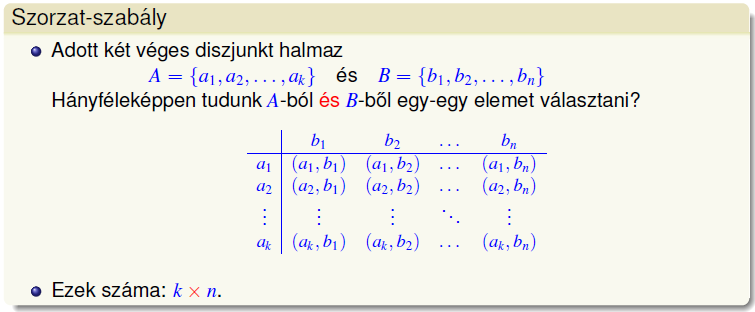 Szorzat-szabály
Adott két véges diszjunkt halmaz
A = {a₁, a₂, . . . , aₖ} és B = {b₁, b₂, . . . , bₙ}
Hányféleképpen tudunk A-ból és B-ből egy-egy elemet választani?
b₁ b₂ . . . bₙ
a₁ (a₁, b₁) (a₁, b₂) . . . (a₁, bₙ)
a₂ (a₂, b₁) (a₂, b₂) . . . (a₂, bₙ)
⋮ ⋮ ⋮ ⋱ ⋮
aₖ (aₖ, b₁) (aₖ, b₂) . . . (aₖ, bₙ)
Ezek száma: k × n.